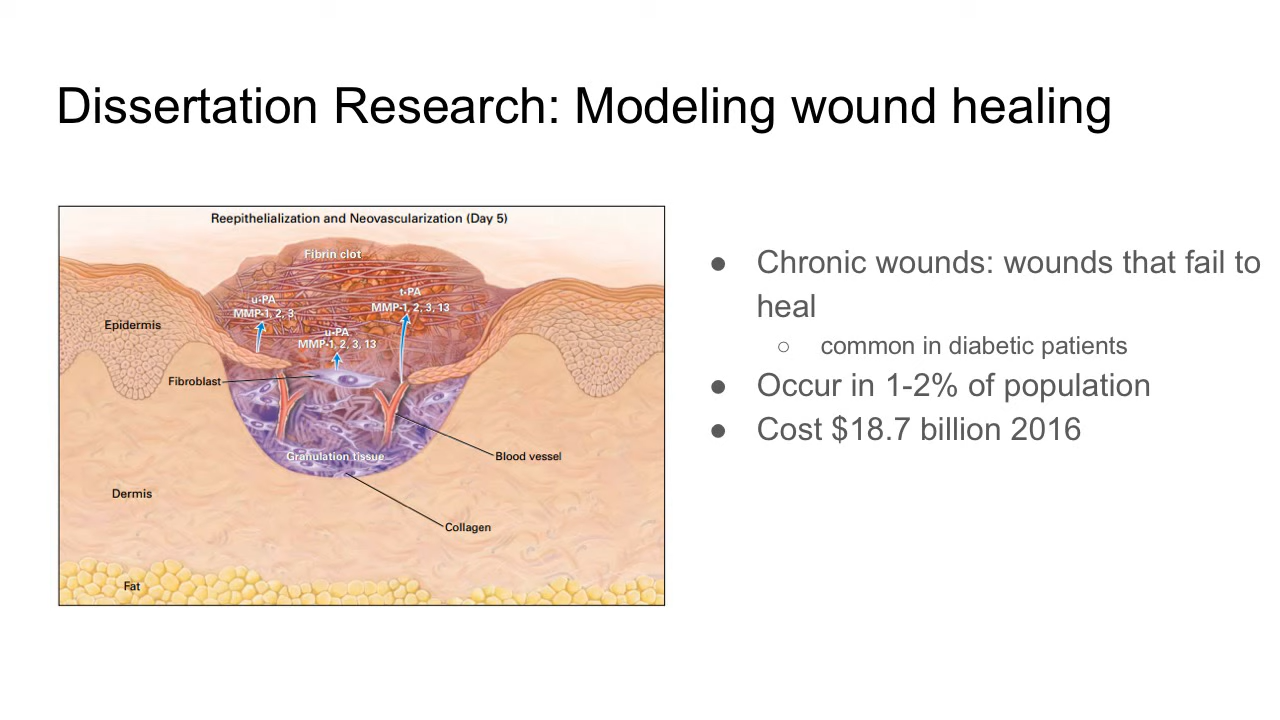 Dissertation Research: Modeling wound healing
Reepithelialization and Neovascularization (Day 5)
Fibrin clot
u-PA
MMP-1, 2, 3,
t-PA
MMP-1, 2, 3, 13
u-PA
MMP-1, 2, 3, 13
Epidermis
Fibroblast
Granulation tissue
Blood vessel
Dermis
Collagen
Fat
● Chronic wounds: wounds that fail to
heal
○ common in diabetic patients
● Occur in 1-2% of population
● Cost $18.7 billion 2016